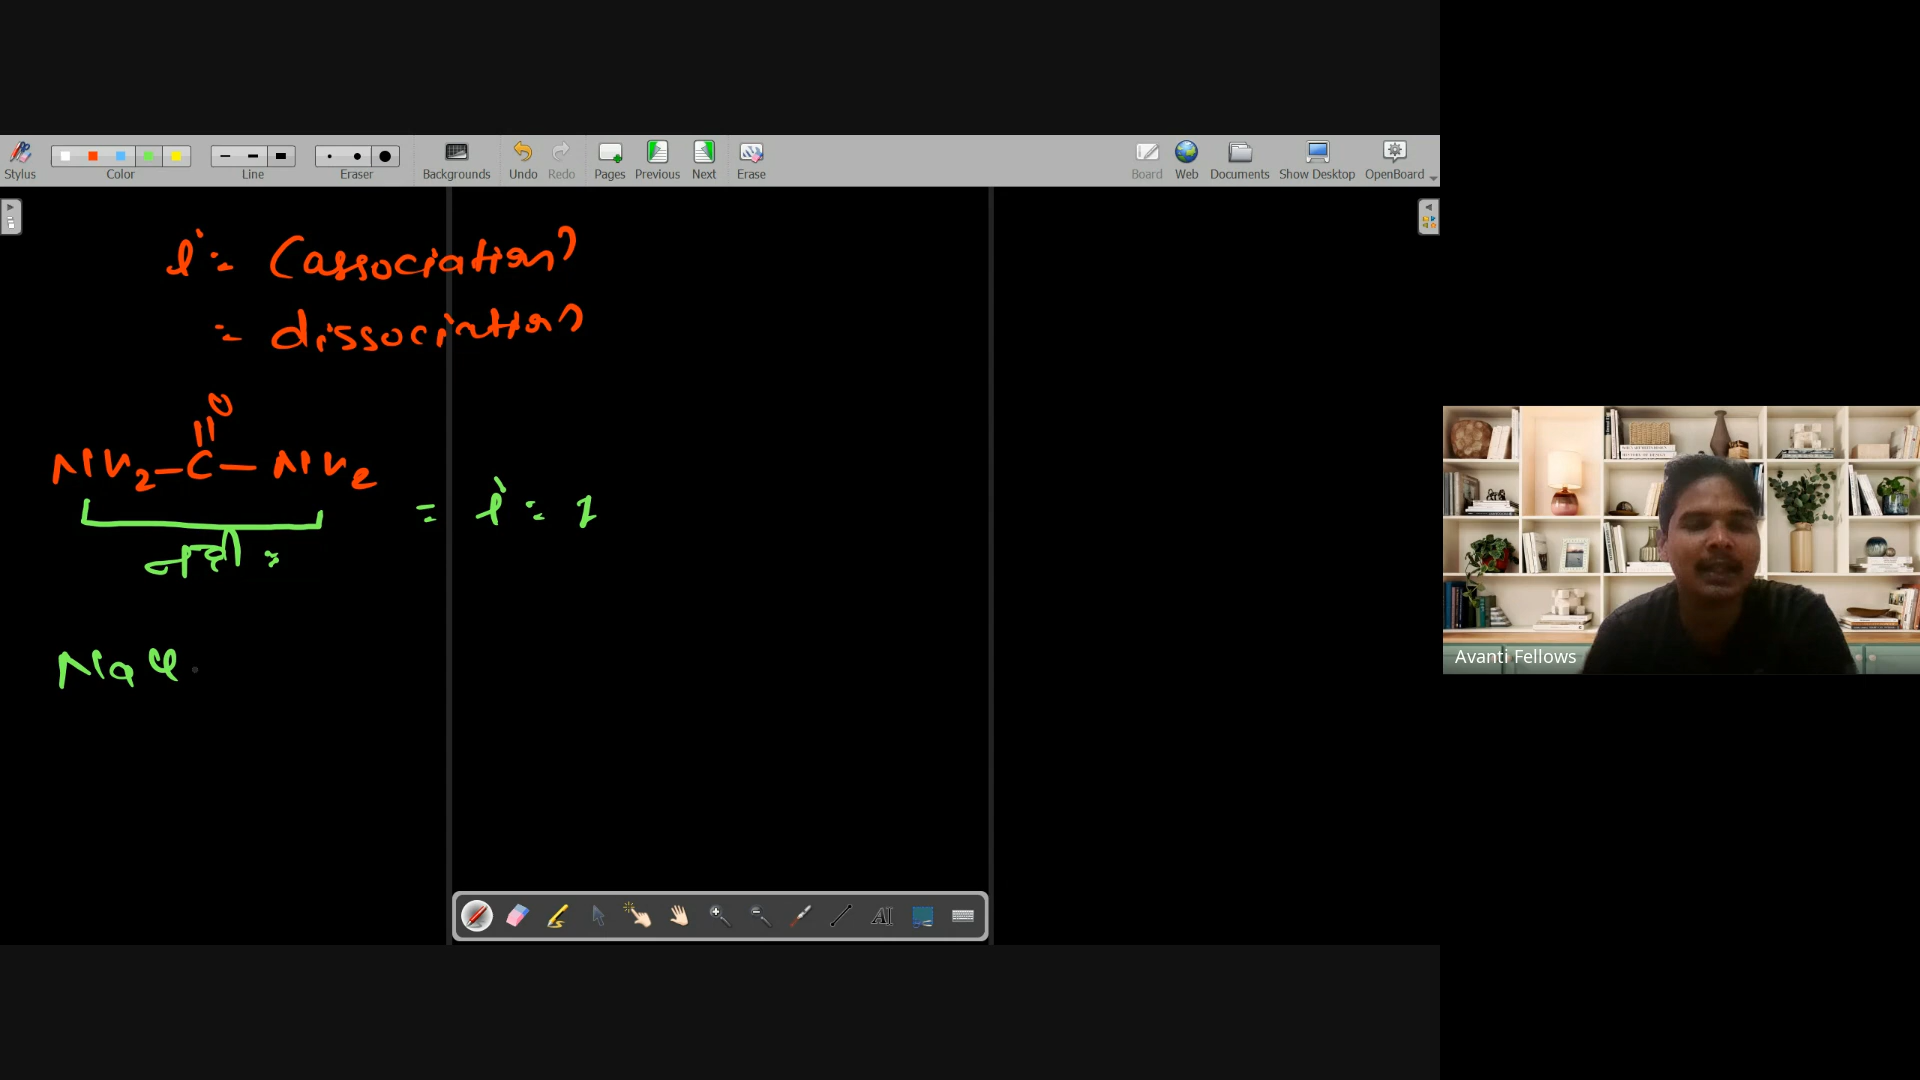 Stylus Color Line Eraser Backgrounds Undo Redo Pages Previous Next Erase Board Web Documents Show Desktop OpenBoard
i = (association)
= dissociation)
O
NH2-C-NH2
= i = 1
नही
NaCl
Avanti Fellows